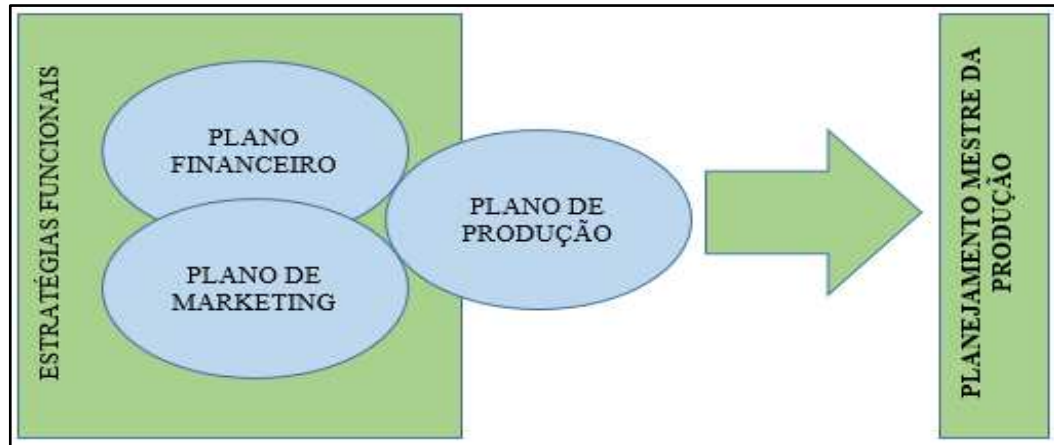 ESTRATÉGIAS FUNCIONAIS
PLANO
FINANCEIRO
PLANO DE
MARKETING
PLANO DE
PRODUÇÃO
PLANEJAMENTO MESTRE DA
PRODUÇÃO